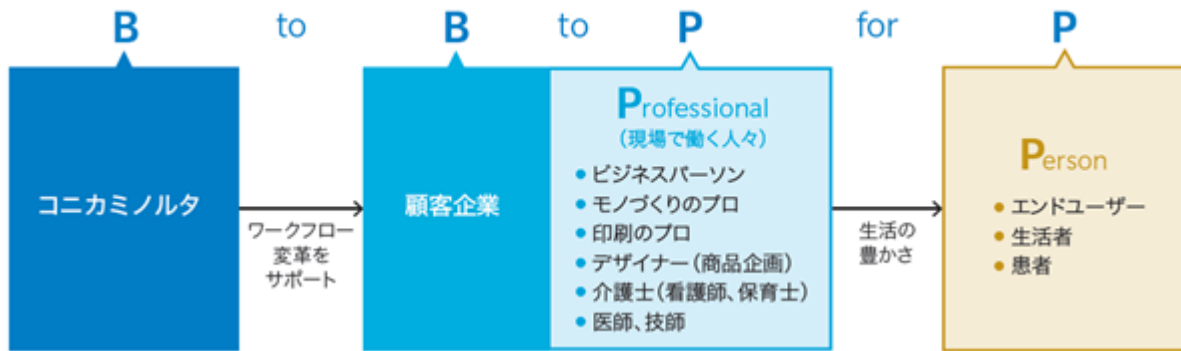 B to B to P for P
コニカミノルタ
ワークフロー
変革を
サポート
顧客企業
Professional
（現場で働く人々）
● ビジネスパーソン
● モノづくりのプロ
● 印刷のプロ
● デザイナー（商品企画）
● 介護士（看護師、保育士）
● 医師、技師
生活の
豊かさ
Person
● エンドユーザー
● 生活者
● 患者